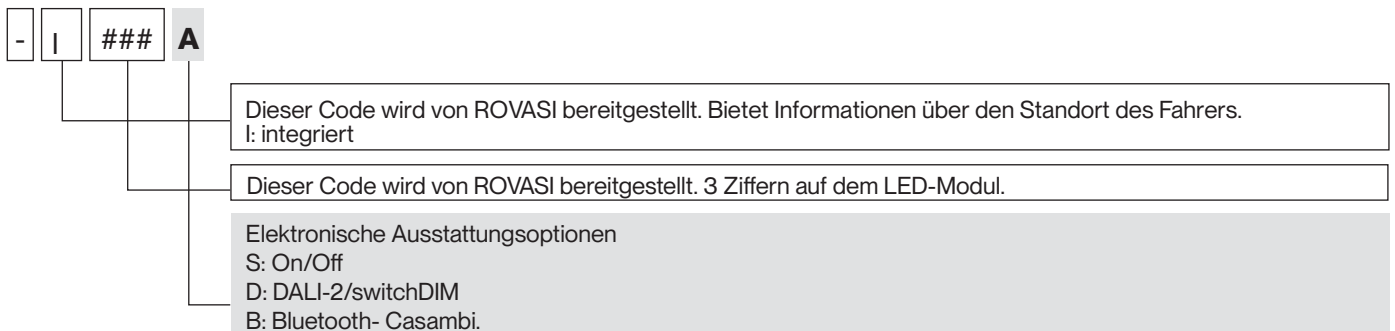 - I ### A
Dieser Code wird von ROVASI bereitgestellt. Bietet Informationen über den Standort des Fahrers.
I: integriert
Dieser Code wird von ROVASI bereitgestellt. 3 Ziffern auf dem LED-Modul.
Elektronische Ausstattungsoptionen
S: On/Off
D: DALI-2/switchDIM
B: Bluetooth- Casambi.